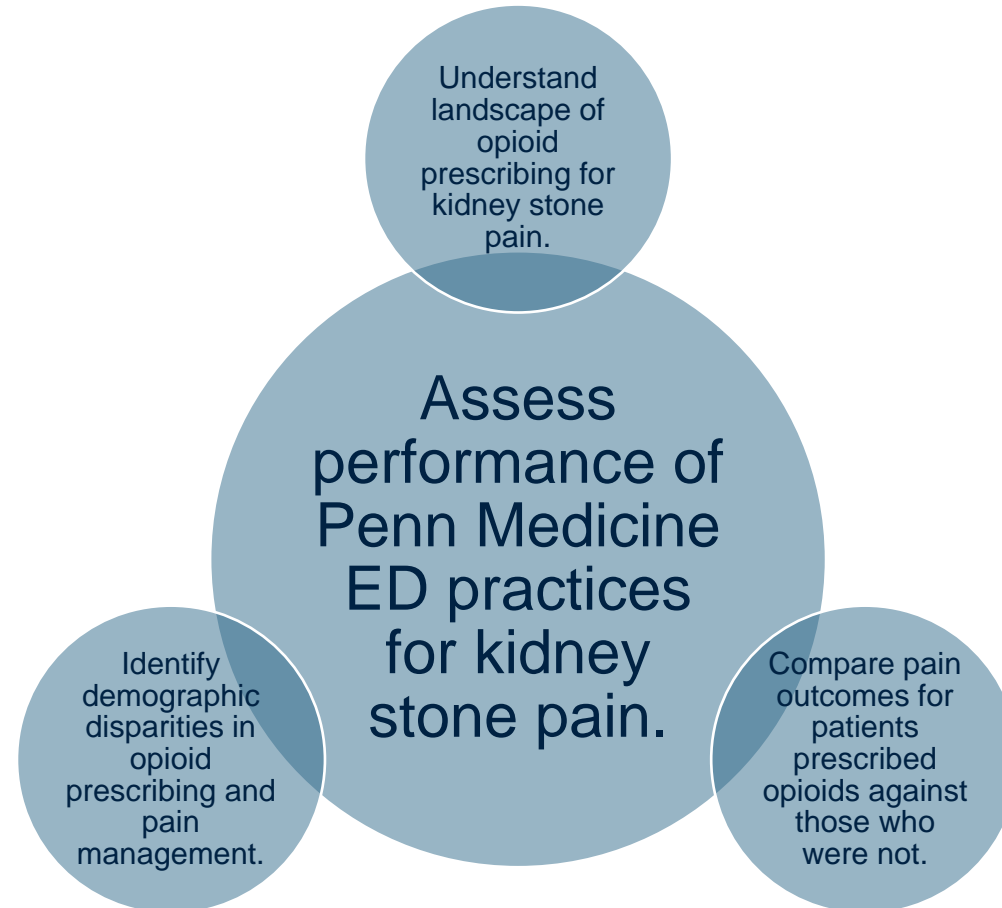 Understand
landscape of
opioid
prescribing for
kidney stone
pain.
Assess
performance of
Penn Medicine
ED practices
for kidney
stone pain.
Identify
demographic
disparities in
opioid
prescribing and
pain
management.
Compare pain
outcomes for
patients
prescribed
opioids against
those who
were not.